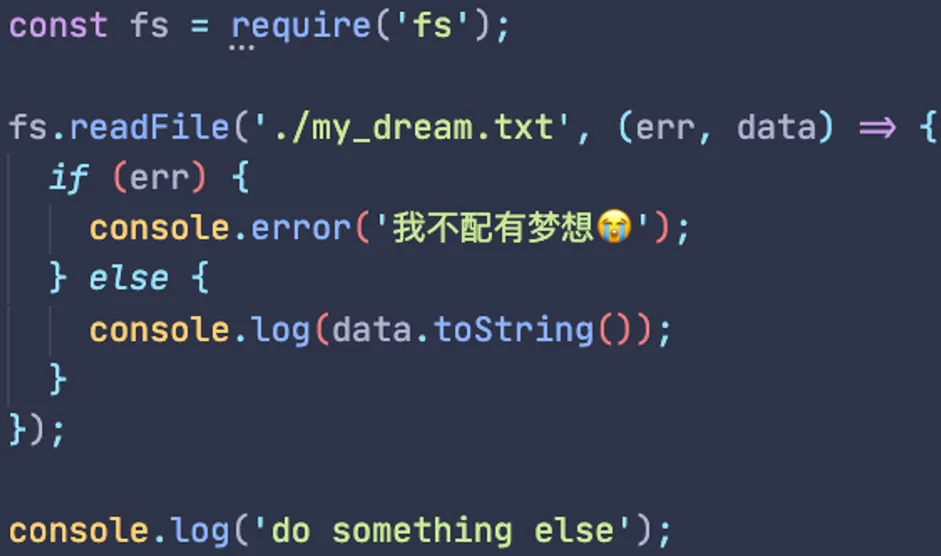 const fs = require('fs');
fs.readFile('./my_dream.txt', (err, data) => {
if (err) {
console.error('我不配有梦想😭');
} else {
console.log(data.toString());
}
});
console.log('do something else');